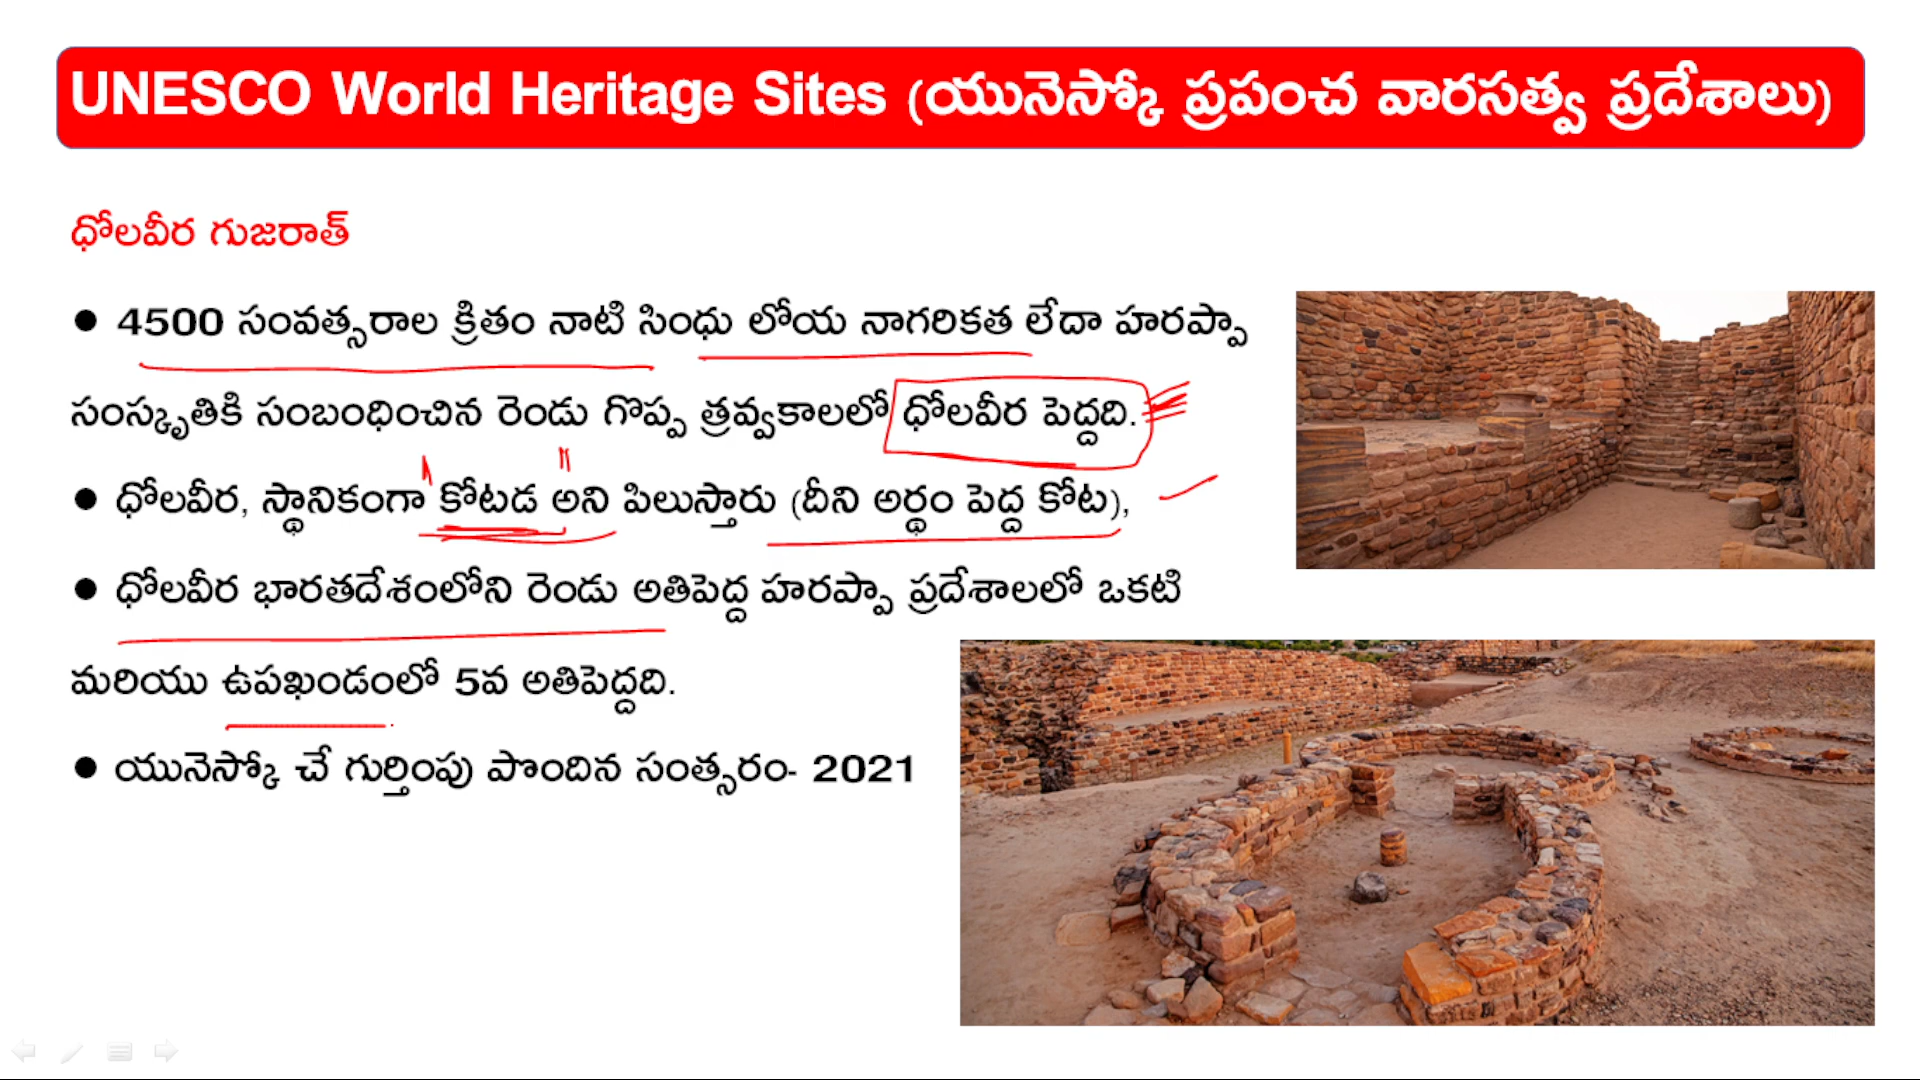 UNESCO World Heritage Sites (యునెస్కో ప్రపంచ వారసత్వ ప్రదేశాలు)
ధోలవీర గుజరాత్
● 4500 సంవత్సరాల క్రితం నాటి సింధు లోయ నాగరికత లేదా హరప్పా
సంస్కృతికి సంబంధించిన రెండు గొప్ప త్రవ్వకాలలో ధోలవీర పెద్దది.
● ధోలవీర, స్థానికంగా కోటడ అని పిలుస్తారు (దీని అర్థం పెద్ద కోట),
● ధోలవీర భారతదేశంలోని రెండు అతిపెద్ద హరప్పా ప్రదేశాలలో ఒకటి
మరియు ఉపఖండంలో 5వ అతిపెద్దది.
● యునెస్కో చే గుర్తింపు పొందిన సంత్సరం- 2021